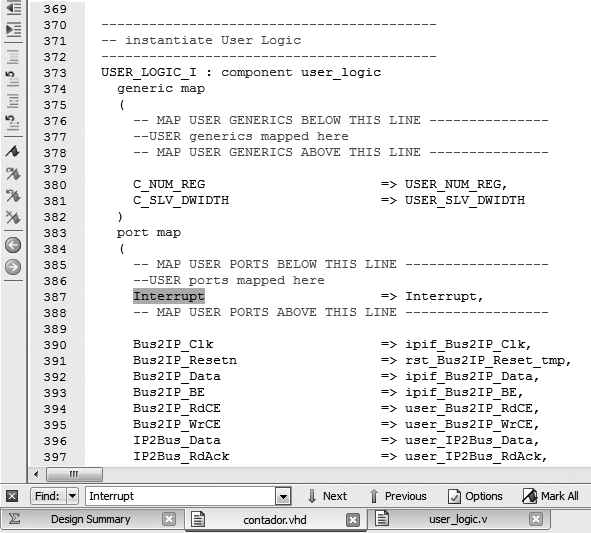 369
370 ------------------------------------------
371 -- instantiate User Logic
372 ------------------------------------------
373 USER_LOGIC_I : component user_logic
374 generic map
375 (
376 -- MAP USER GENERICS BELOW THIS LINE ---------------
377 --USER generics mapped here
378 -- MAP USER GENERICS ABOVE THIS LINE ---------------
379
380 C_NUM_REG => USER_NUM_REG,
381 C_SLV_DWIDTH => USER_SLV_DWIDTH
382 )
383 port map
384 (
385 -- MAP USER PORTS BELOW THIS LINE ------------------
386 --USER ports mapped here
387 Interrupt => Interrupt,
388 -- MAP USER PORTS ABOVE THIS LINE ------------------
389
390 Bus2IP_Clk => ipif_Bus2IP_Clk,
391 Bus2IP_Resetn => rst_Bus2IP_Reset_tmp,
392 Bus2IP_Data => ipif_Bus2IP_Data,
393 Bus2IP_BE => ipif_Bus2IP_BE,
394 Bus2IP_RdCE => user_Bus2IP_RdCE,
395 Bus2IP_WrCE => user_Bus2IP_WrCE,
396 IP2Bus_Data => user_IP2Bus_Data,
397 IP2Bus_RdAck => user_IP2Bus_RdAck,
Find: Interrupt Next Previous Options Mark All
Design Summary contador.vhd user_logic.v